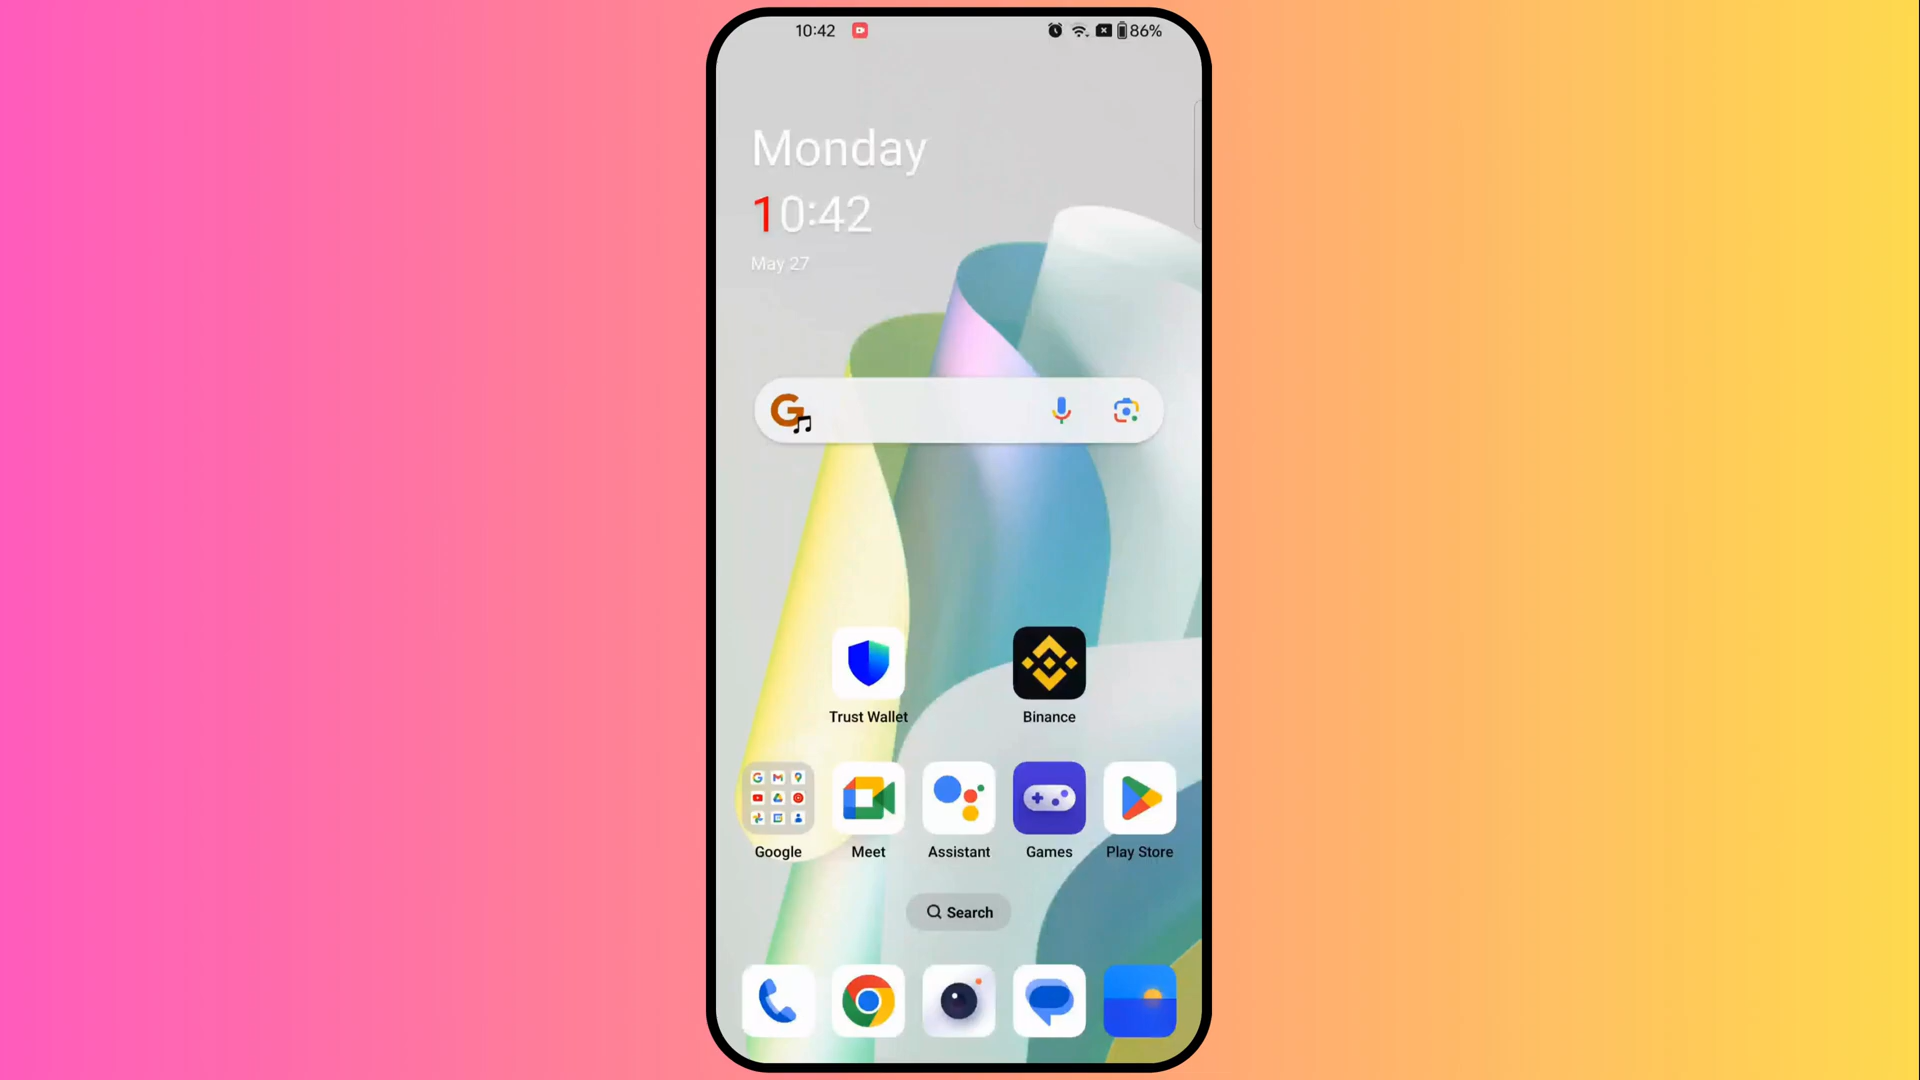 10:42
86%
Monday
10:42
May 27
Trust Wallet
Binance
Google
Meet
Assistant
Games
Play Store
Search